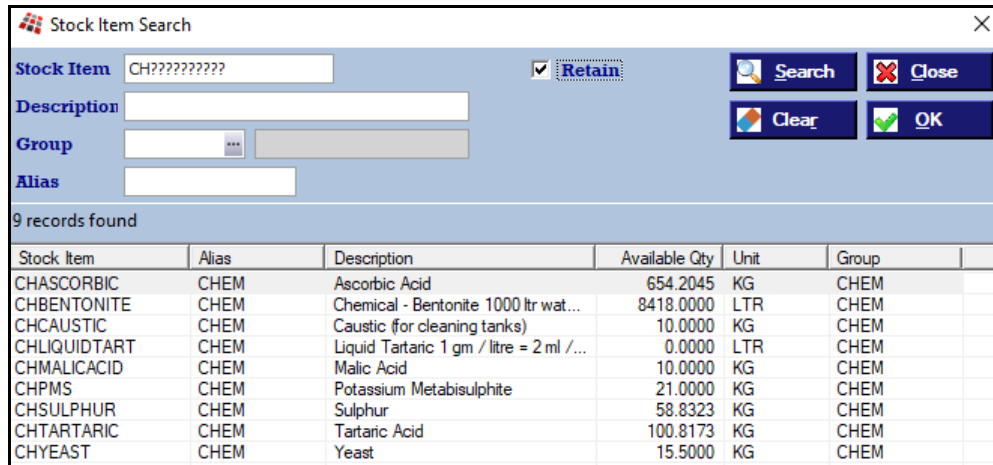 Stock Item Search
Stock Item CH?????????? Retain Search Close
Description Clear OK
Group ...
Alias
9 records found
Stock Item Alias Description Available Qty Unit Group
CHASCORBIC CHEM Ascorbic Acid 654.2045 KG CHEM
CHBENTONITE CHEM Chemical - Bentonite 1000 ltr wat... 8418.0000 LTR CHEM
CHCAUSTIC CHEM Caustic (for cleaning tanks) 10.0000 KG CHEM
CHLIQUIDTART CHEM Liquid Tartaric 1 gm / litre = 2 ml /... 0.0000 LTR CHEM
CHMALICACID CHEM Malic Acid 10.0000 KG CHEM
CHPMS CHEM Potassium Metabisulphite 21.0000 KG CHEM
CHSULPHUR CHEM Sulphur 58.8323 KG CHEM
CHTARTARIC CHEM Tartaric Acid 100.8173 KG CHEM
CHYEAST CHEM Yeast 15.5000 KG CHEM